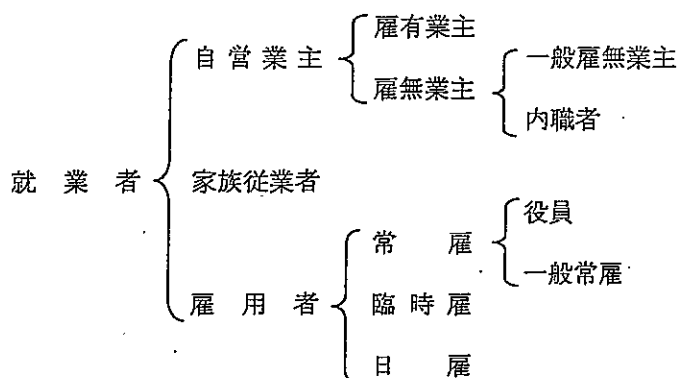 雇有業主
自営業主
一般雇無業主
雇無業主
内職者
就業者
家族従業者
役員
常雇
一般常雇
雇用者
臨時雇
日雇